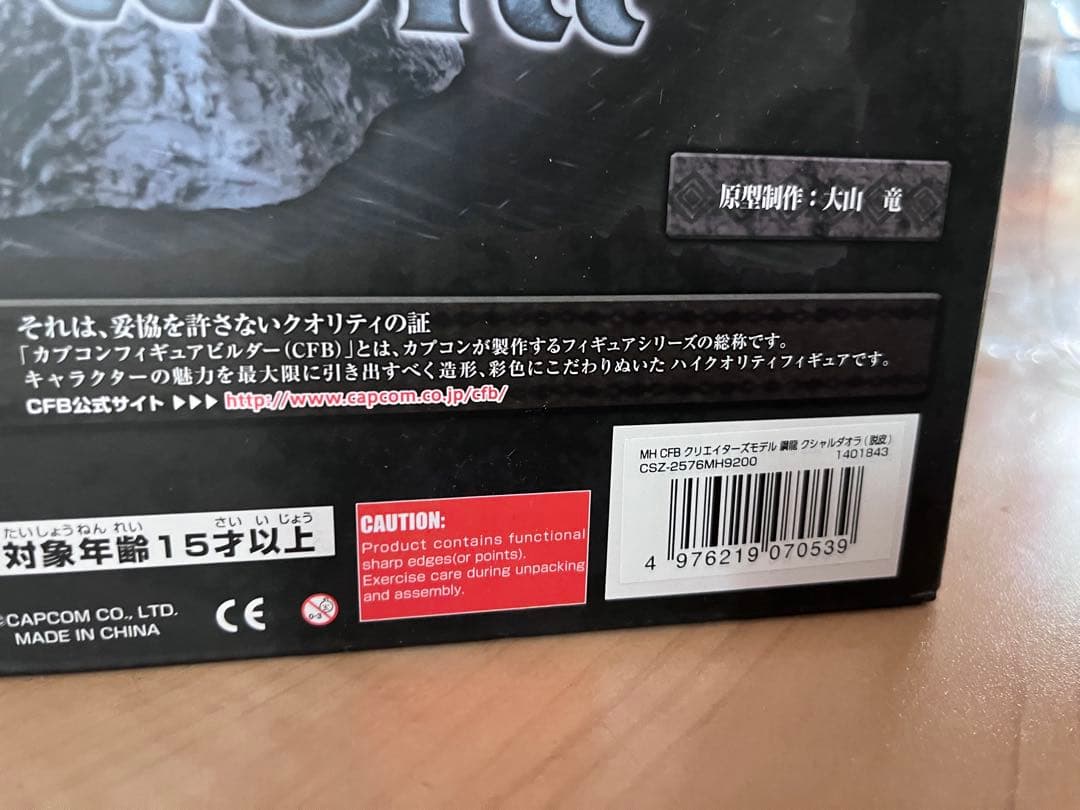 原型制作：大山 竜
それは、妥協を許さないクオリティの証
「カプコンフィギュアビルダー（CFB）」とは、カプコンが製作するフィギュアシリーズの総称です。
キャラクターの魅力を最大限に引き出すべく造形、彩色にこだわりぬいた ハイクオリティフィギュアです。
CFB公式サイト ▶▶▶ http://www.capcom.co.jp/cfb/
MH CFB クリエイターズモデル 鋼龍 クシャルダオラ（脱皮）
CSZ-2576MH9200 1401843
4 976219 070539
たいしょうねんれい さい いじょう
対象年齢15才以上
CAUTION:
Product contains functional
sharp edges(or points).
Exercise care during unpacking
and assembly.
©CAPCOM CO., LTD.
MADE IN CHINA
CE
0-3